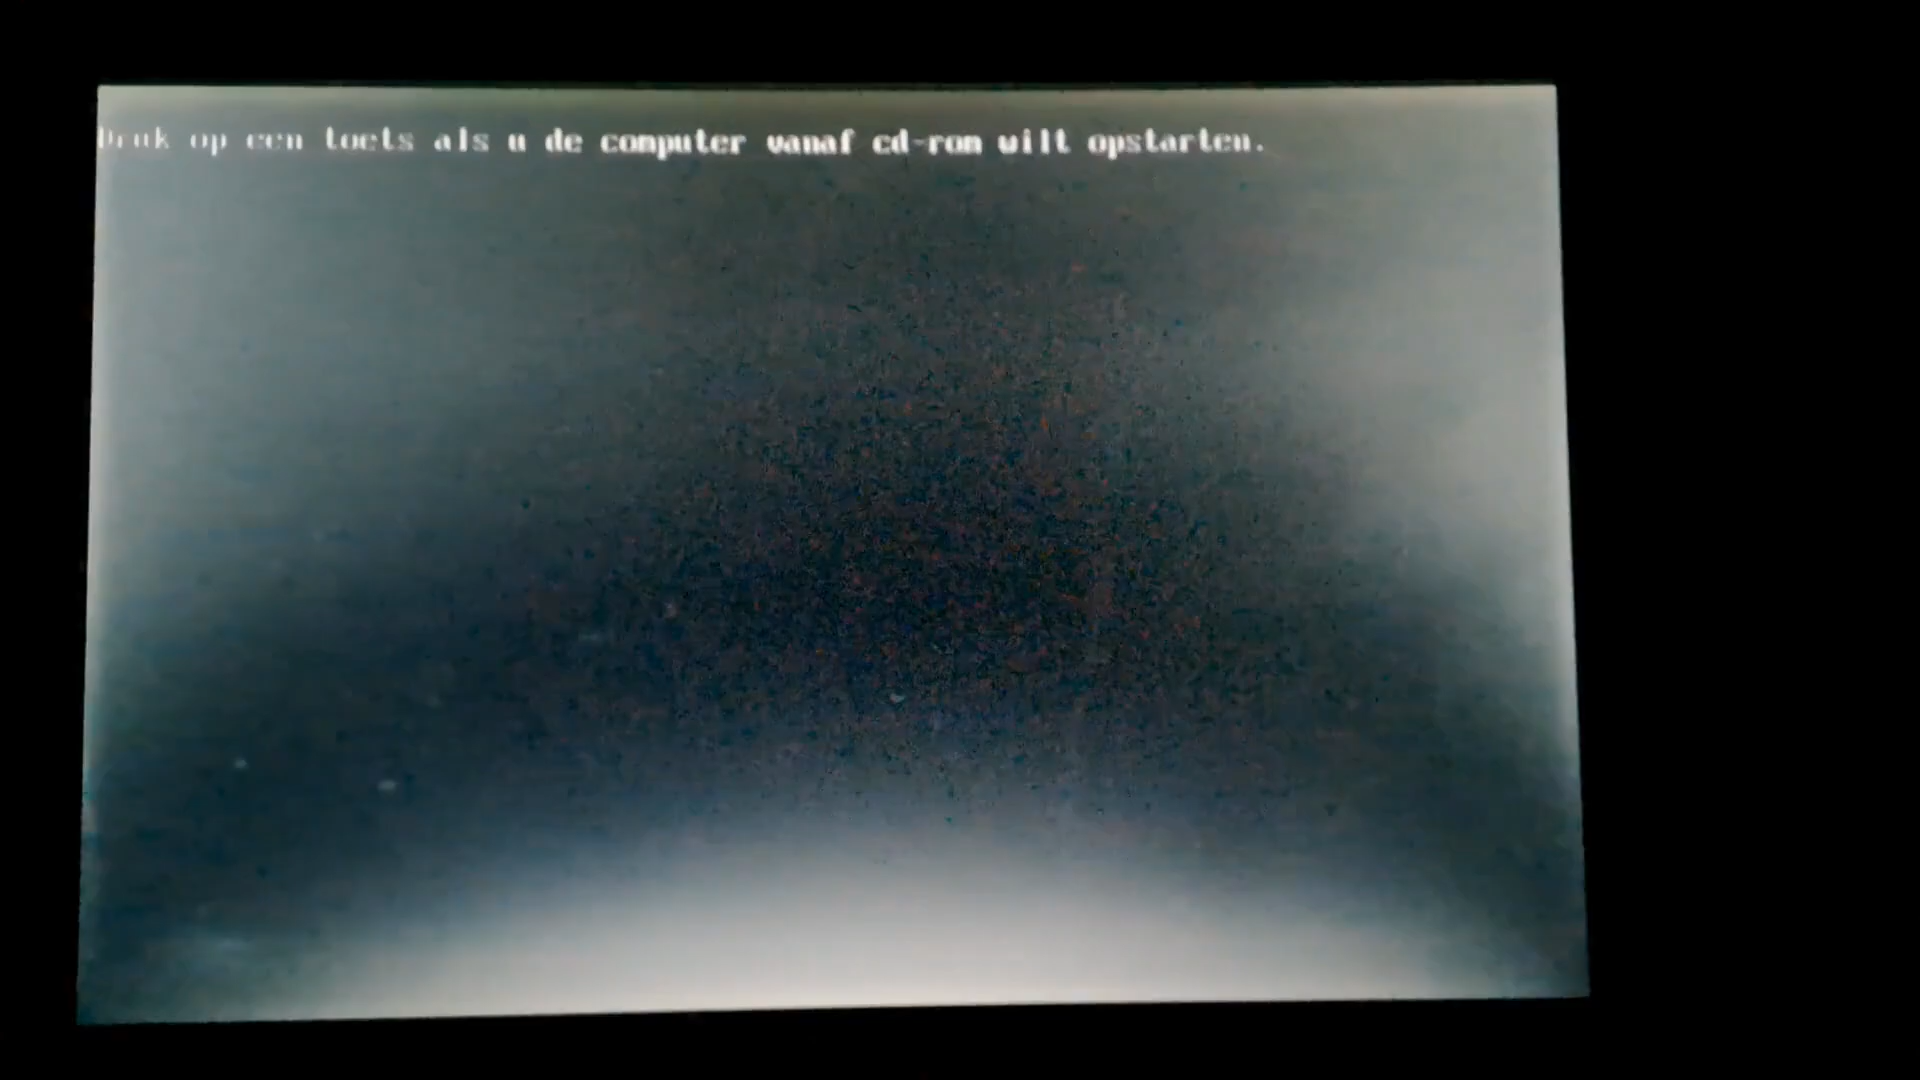 Druk op een toets als u de computer vanaf cd-rom wilt opstarten.